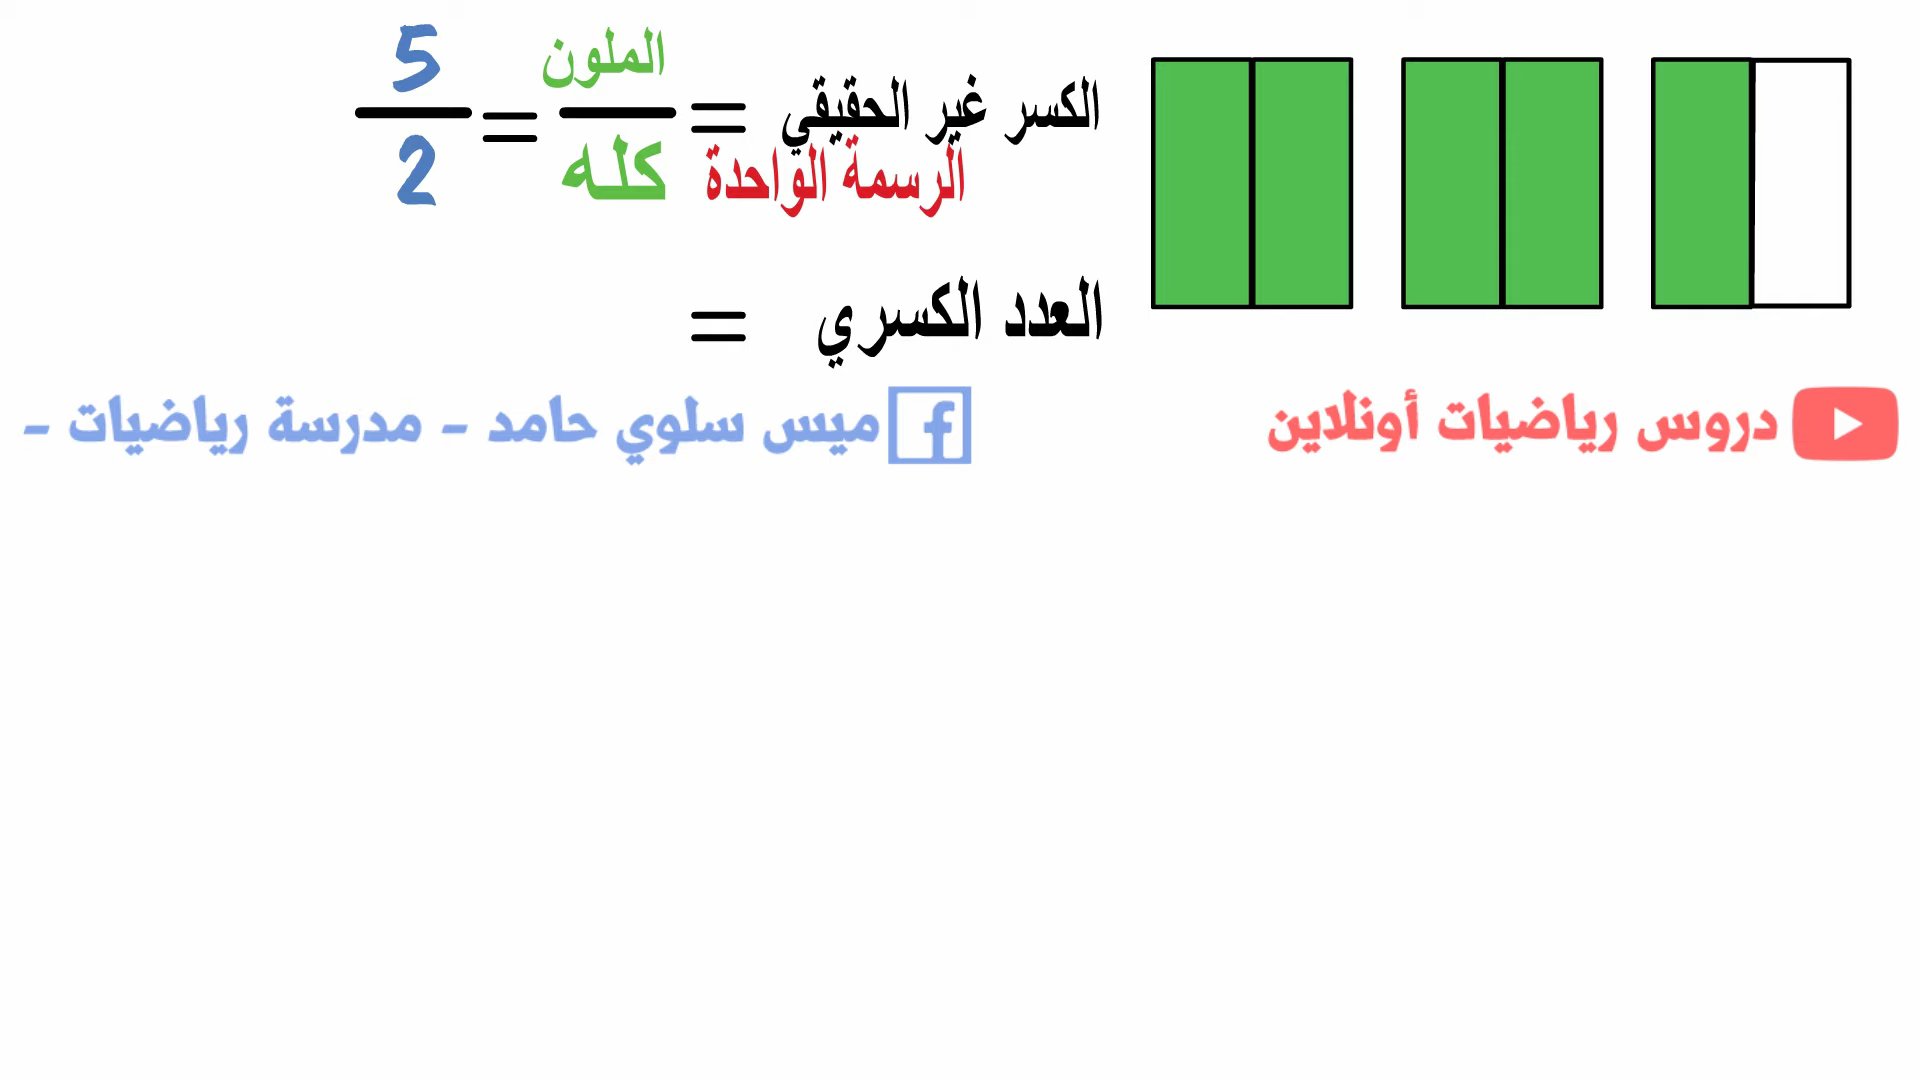 الكسر غير الحقيقي = الملون / كله = 5 / 2
الرسمة الواحدة
العدد الكسري =
دروس رياضيات أونلاين
ميس سلوي حامد - مدرسة رياضيات -